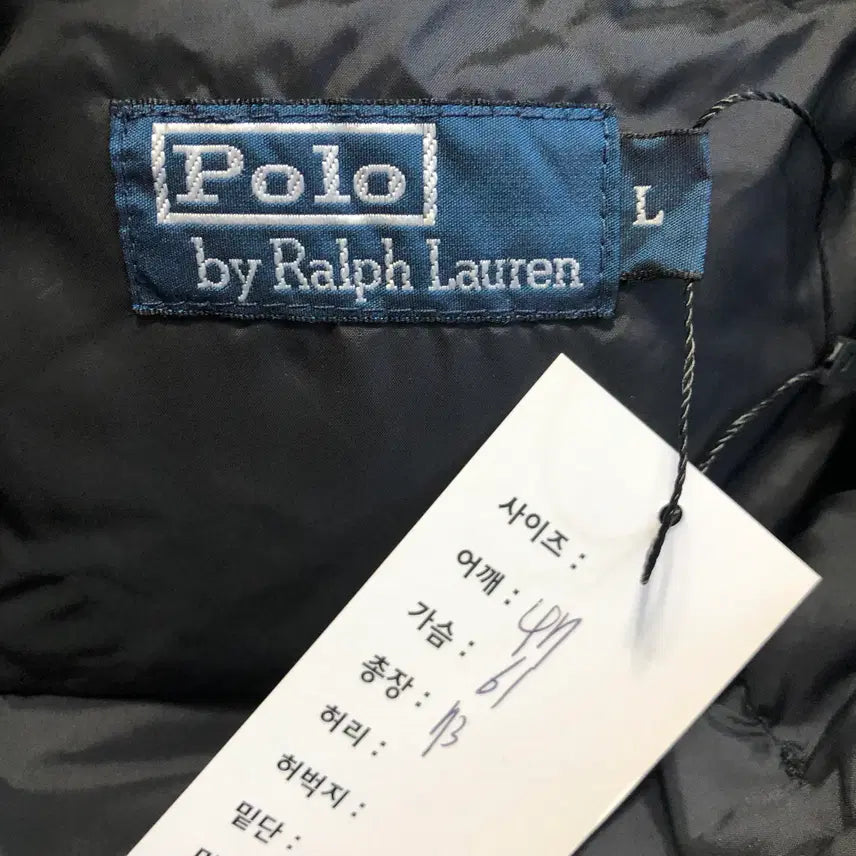 Polo
by Ralph Lauren
L
사이즈 :
어깨 : 47
가슴 : 61
총장 : 73
허리 :
허벅지 :
밑단 :